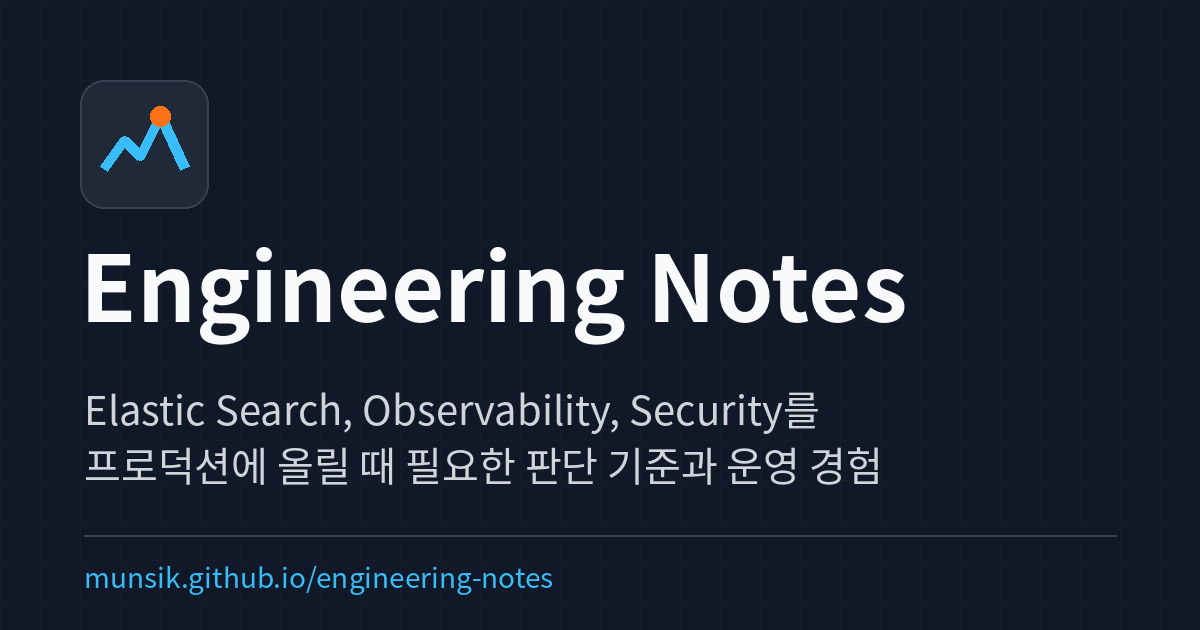 Engineering Notes
Elastic Search, Observability, Security를
프로덕션에 올릴 때 필요한 판단 기준과 운영 경험
munsik.github.io/engineering-notes